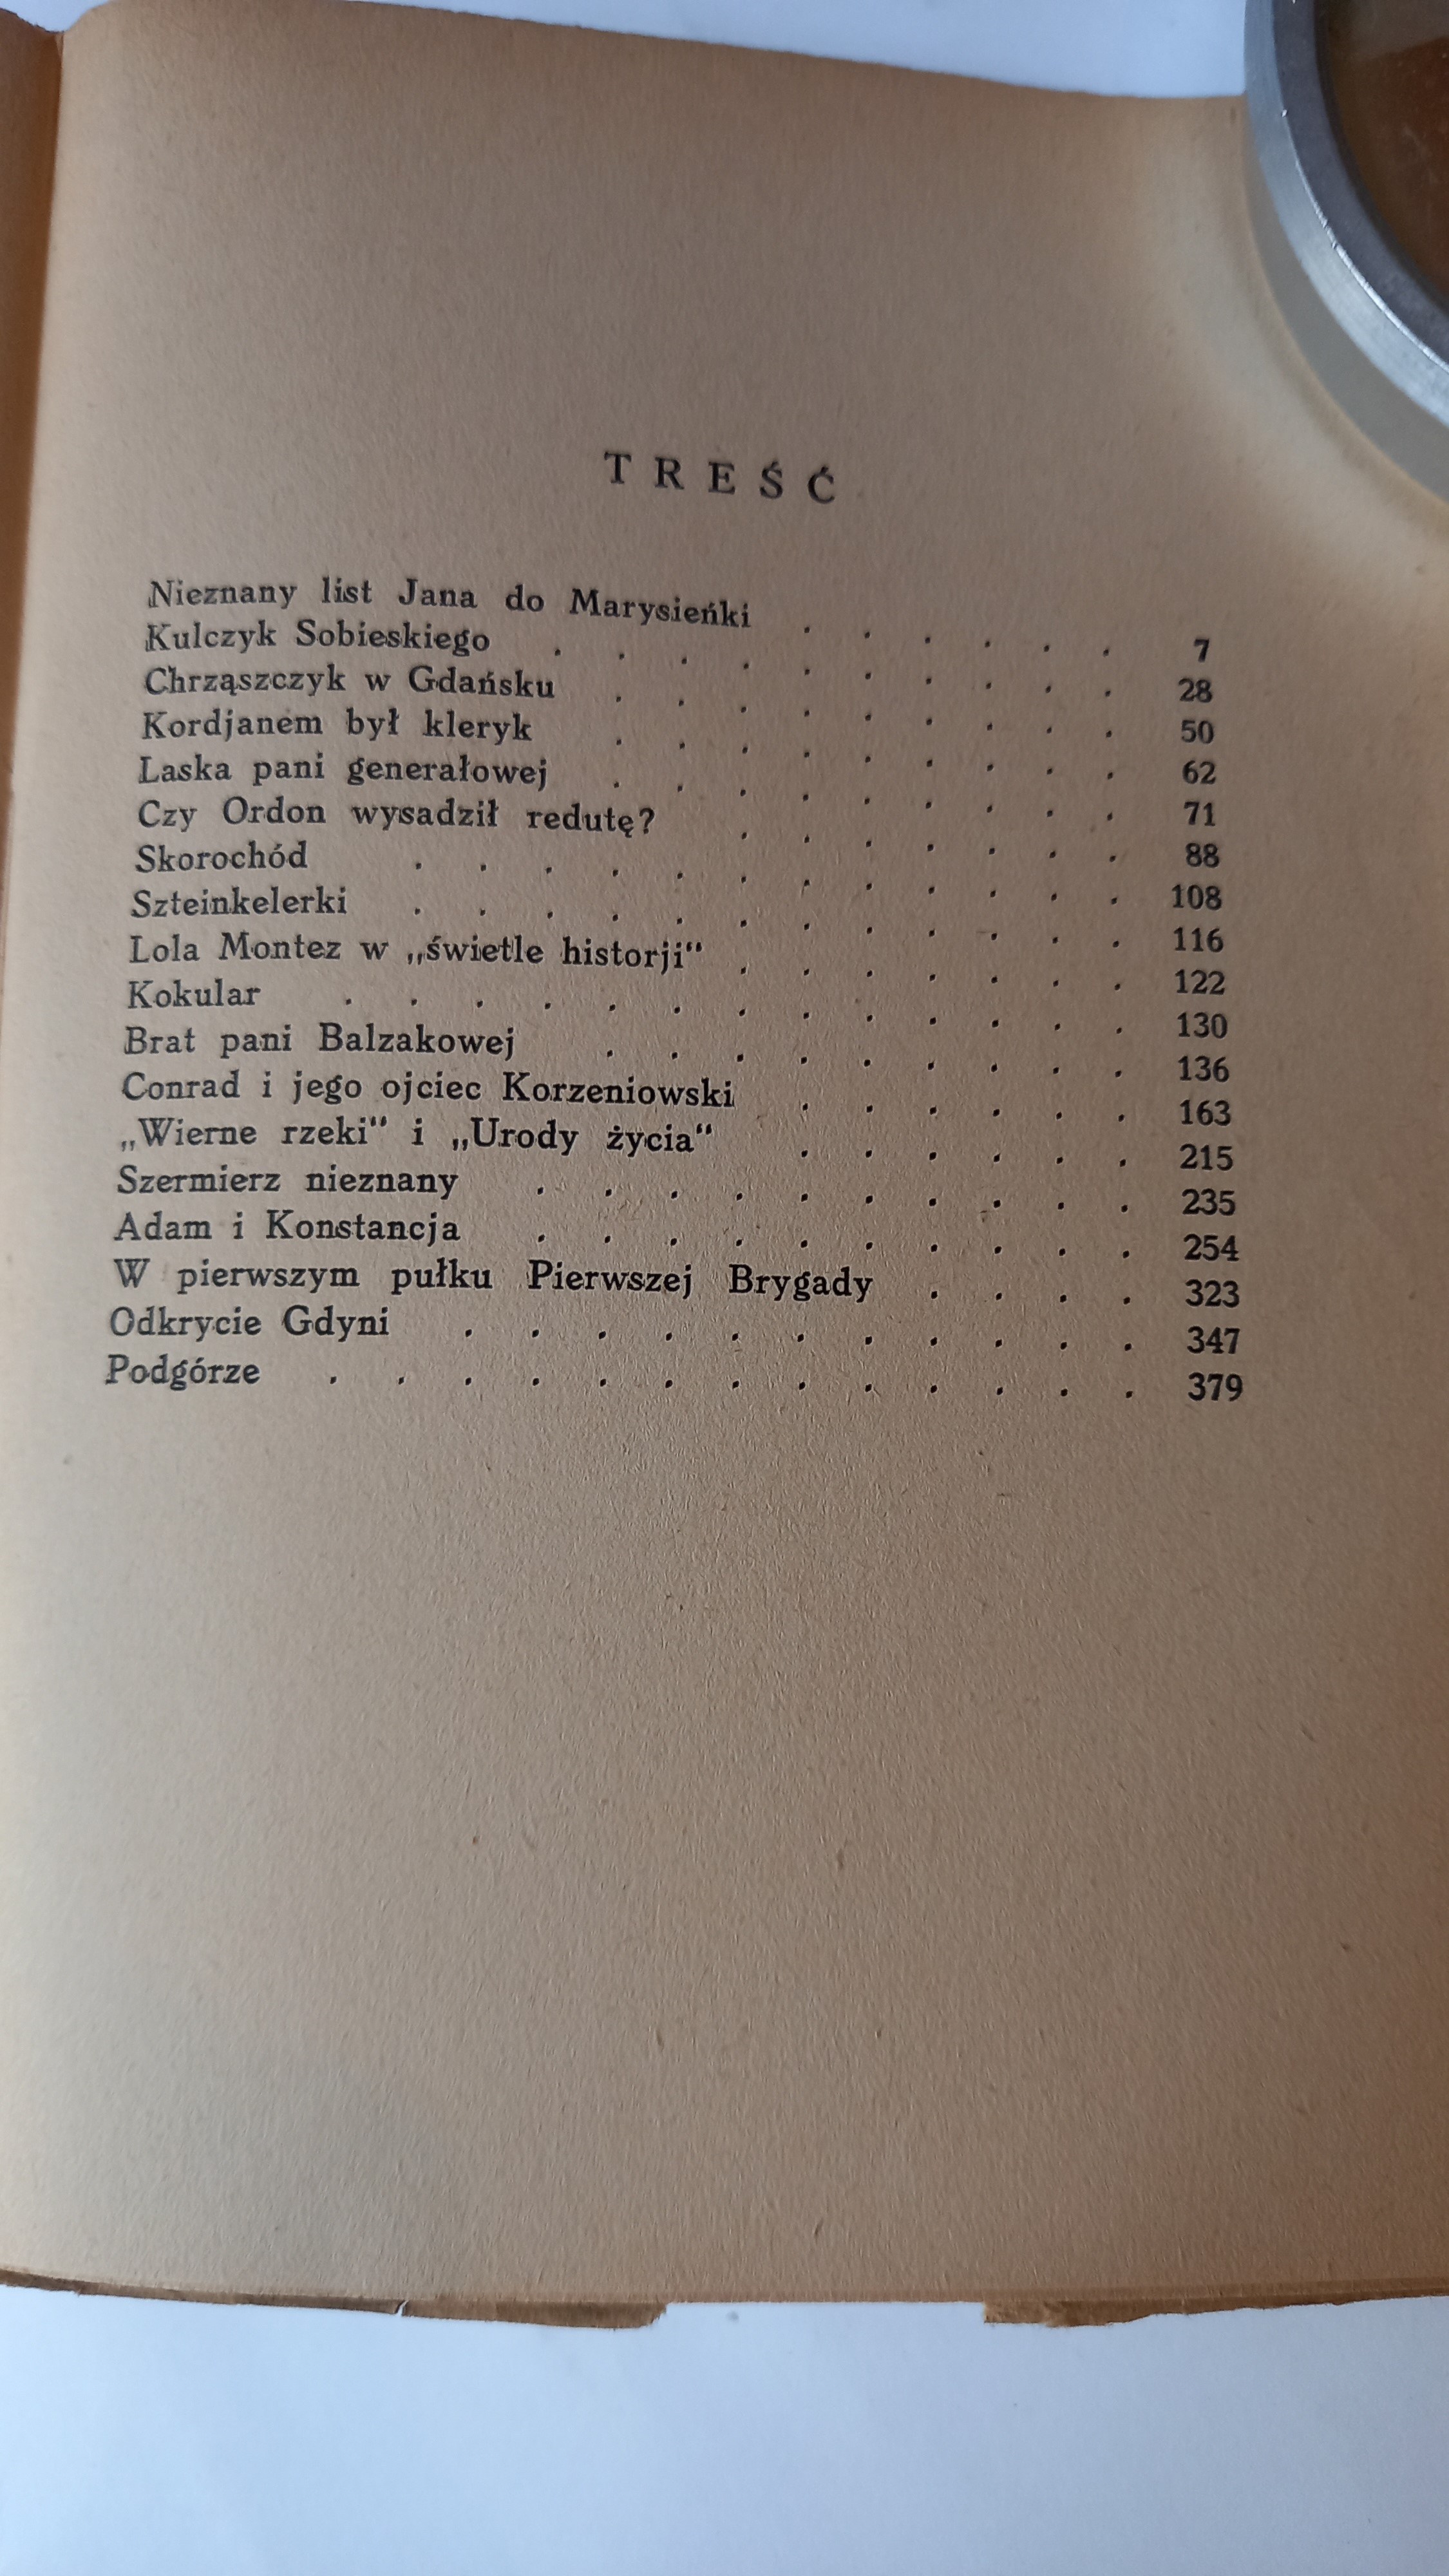 TREŚĆ
Nieznany list Jana do Marysieńki . . . . . . 7
Kulczyk Sobieskiego . . . . . . . . . . 28
Chrząszczyk w Gdańsku . . . . . . . . . 50
Kordjanem był kleryk . . . . . . . . . 62
Laska pani generałowej . . . . . . . . . 71
Czy Ordon wysadził redutę? . . . . . . . 88
Skorochód . . . . . . . . . . . . 108
Szteinkelerki . . . . . . . . . . . . 116
Lola Montez w „świetle historji“ . . . . . . . 122
Kokular . . . . . . . . . . . . . 130
Brat pani Balzakowej . . . . . . . . . 136
Conrad i jego ojciec Korzeniowski . . . . . . 163
„Wierne rzeki“ i „Urody życia“ . . . . . . 215
Szermierz nieznany . . . . . . . . . . 235
Adam i Konstancja . . . . . . . . . . 254
W pierwszym pułku Pierwszej Brygady . . . . 323
Odkrycie Gdyni . . . . . . . . . . . 347
Podgórze . . . . . . . . . . . . . 379